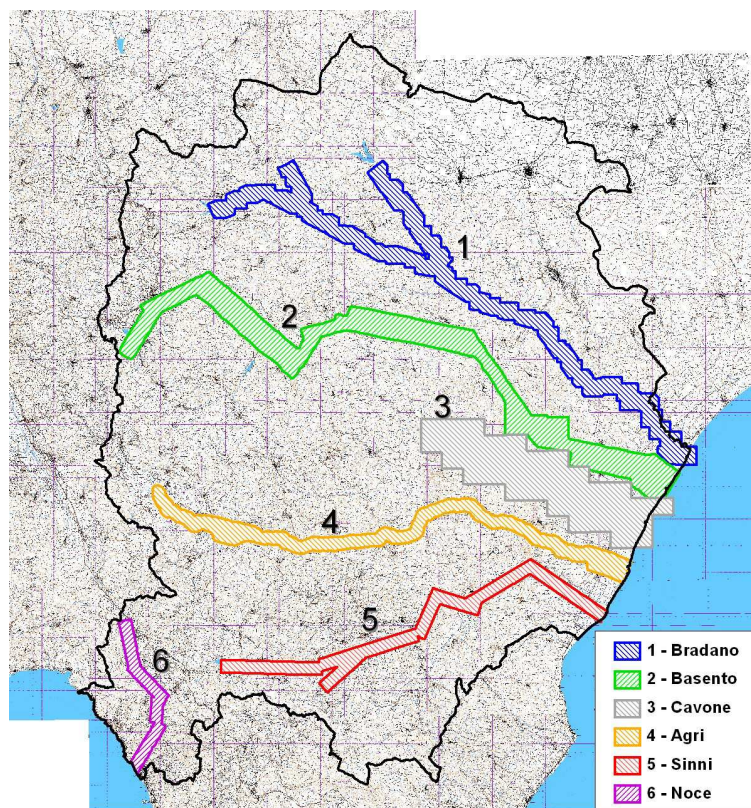 1
2
3
4
5
6
1 - Bradano
2 - Basento
3 - Cavone
4 - Agri
5 - Sinni
6 - Noce